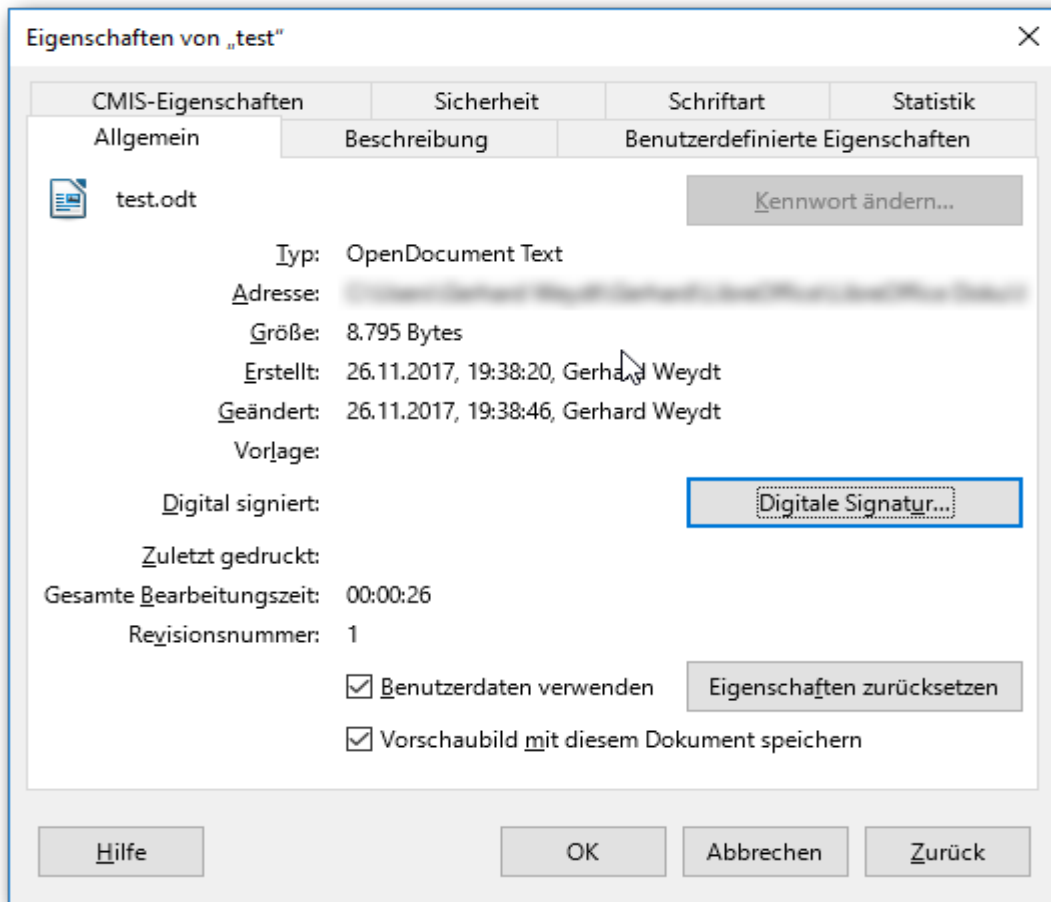 Eigenschaften von „test“
CMIS-Eigenschaften Sicherheit Schriftart Statistik
Allgemein Beschreibung Benutzerdefinierte Eigenschaften
test.odt Kennwort ändern...
Typ: OpenDocument Text
Adresse:
Größe: 8.795 Bytes
Erstellt: 26.11.2017, 19:38:20, Gerhard Weydt
Geändert: 26.11.2017, 19:38:46, Gerhard Weydt
Vorlage:
Digital signiert: Digitale Signatur...
Zuletzt gedruckt:
Gesamte Bearbeitungszeit: 00:00:26
Revisionsnummer: 1
Benutzerdaten verwenden Eigenschaften zurücksetzen
Vorschaubild mit diesem Dokument speichern
Hilfe OK Abbrechen Zurück